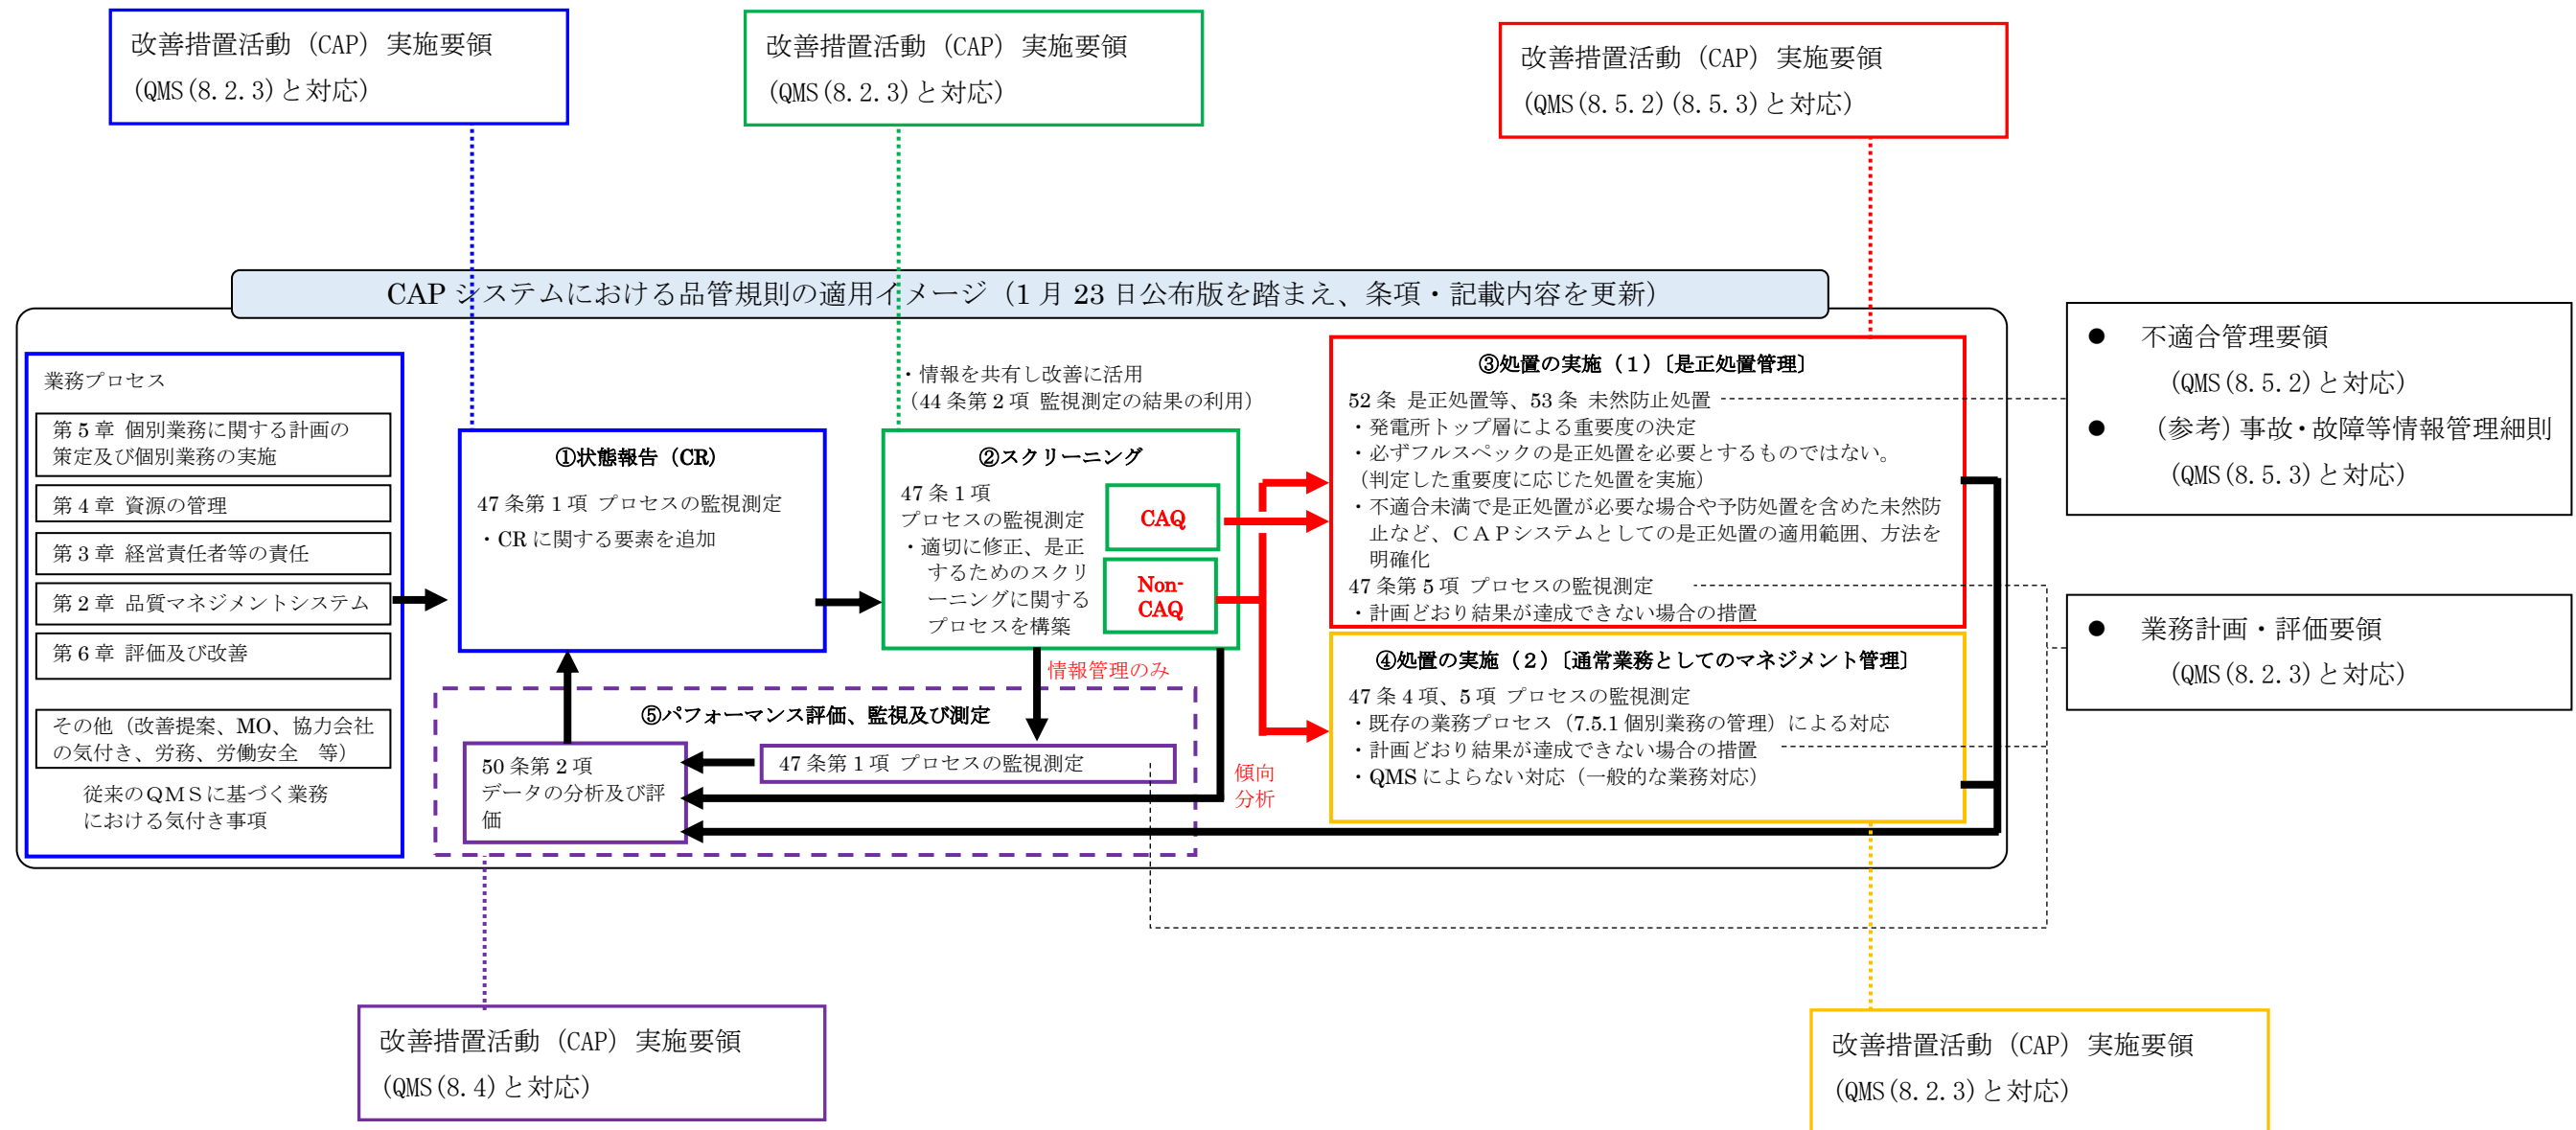 改善措置活動（CAP）実施要領
(QMS(8.2.3)と対応)
改善措置活動（CAP）実施要領
(QMS(8.2.3)と対応)
改善措置活動（CAP）実施要領
(QMS(8.5.2)(8.5.3)と対応)
CAP システムにおける品管規則の適用イメージ（1 月 23 日公布版を踏まえ、条項・記載内容を更新）
業務プロセス
第 5 章 個別業務に関する計画の
策定及び個別業務の実施
第 4 章 資源の管理
第 3 章 経営責任者等の責任
第 2 章 品質マネジメントシステム
第 6 章 評価及び改善
その他（改善提案、MO、協力会社
の気付き、労務、労働安全　等）
従来のＱＭＳに基づく業務
における気付き事項
①状態報告（CR）
47 条第 1 項 プロセスの監視測定
・CR に関する要素を追加
・情報を共有し改善に活用
（44 条第 2 項 監視測定の結果の利用）
②スクリーニング
47 条 1 項
プロセスの監視測定
・適切に修正、是正
するためのスクリ
ーニングに関する
プロセスを構築
CAQ
Non-
CAQ
情報管理のみ
傾向
分析
③処置の実施（1）〔是正処置管理〕
52 条 是正処置等、53 条 未然防止処置
・発電所トップ層による重要度の決定
・必ずフルスペックの是正処置を必要とするものではない。
（判定した重要度に応じた処置を実施）
・不適合未満で是正処置が必要な場合や予防処置を含めた未然防
止など、ＣＡＰシステムとしての是正処置の適用範囲、方法を
明確化
47 条第 5 項 プロセスの監視測定
・計画どおり結果が達成できない場合の措置
④処置の実施（２）〔通常業務としてのマネジメント管理〕
47 条 4 項、5 項 プロセスの監視測定
・既存の業務プロセス（7.5.1 個別業務の管理）による対応
・計画どおり結果が達成できない場合の措置
・QMS によらない対応（一般的な業務対応）
⑤パフォーマンス評価、監視及び測定
47 条第 1 項 プロセスの監視測定
50 条第 2 項
データの分析及び評
価
● 不適合管理要領
(QMS(8.5.2)と対応)
● （参考）事故・故障等情報管理細則
(QMS(8.5.3)と対応)
● 業務計画・評価要領
(QMS(8.2.3)と対応)
改善措置活動（CAP）実施要領
(QMS(8.4)と対応)
改善措置活動（CAP）実施要領
(QMS(8.2.3)と対応)